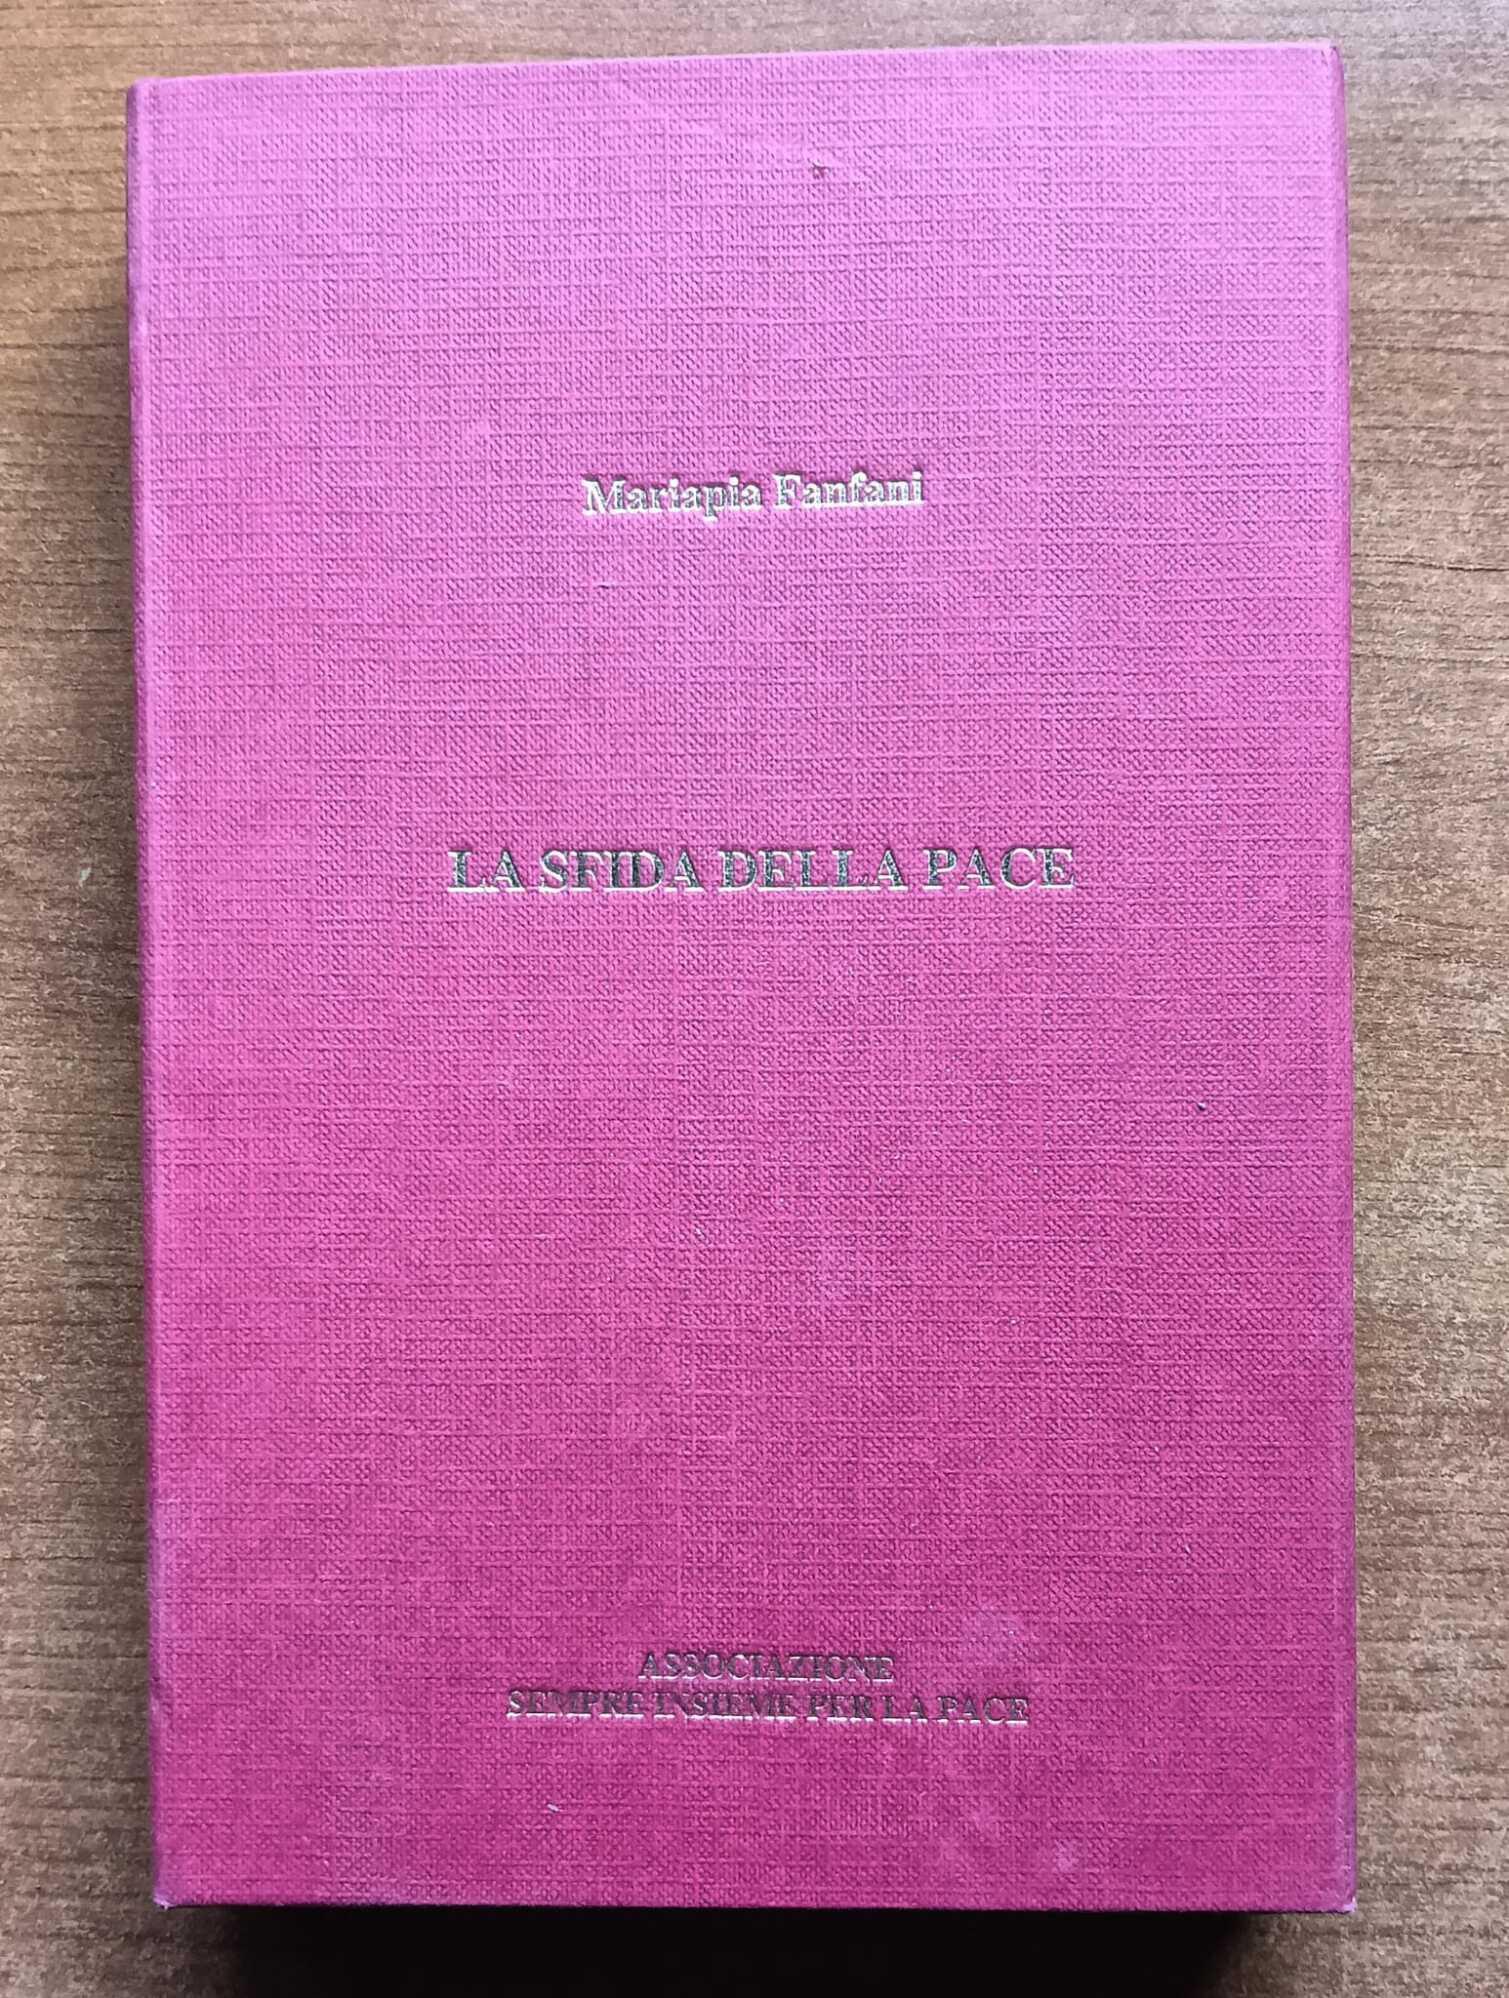 Mariapia Fanfani
LA SFIDA DELLA PACE
ASSOCIAZIONE
SEMPRE INSIEME PER LA PACE